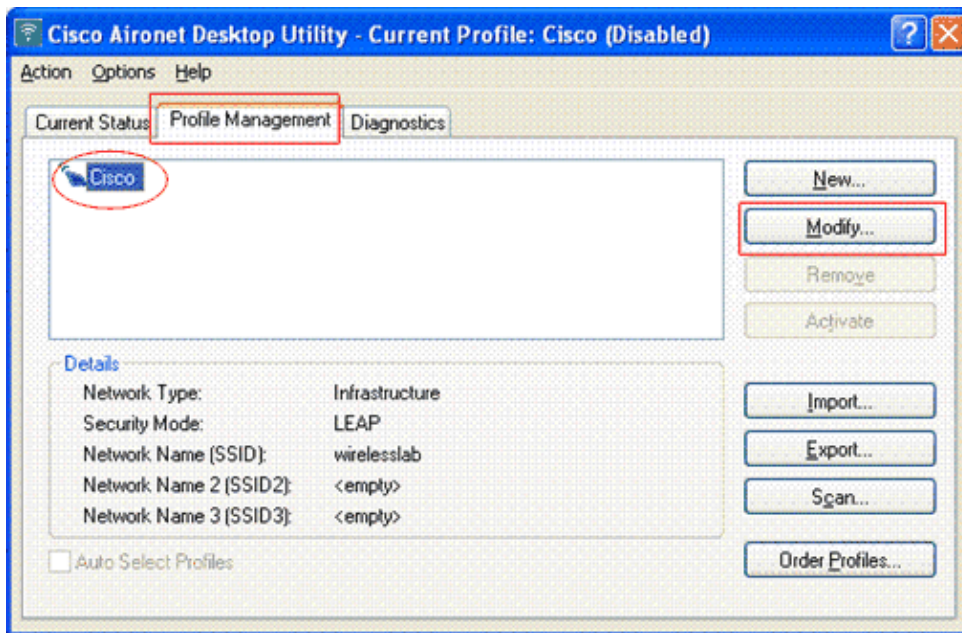 Cisco Aironet Desktop Utility - Current Profile: Cisco (Disabled)
Action Options Help
Current Status Profile Management Diagnostics
Cisco
New...
Modify...
Remove
Activate
Details
Network Type: Infrastructure
Security Mode: LEAP
Network Name (SSID): wirelesslab
Network Name 2 (SSID2): <empty>
Network Name 3 (SSID3): <empty>
Import...
Export...
Scan...
Auto Select Profiles
Order Profiles...